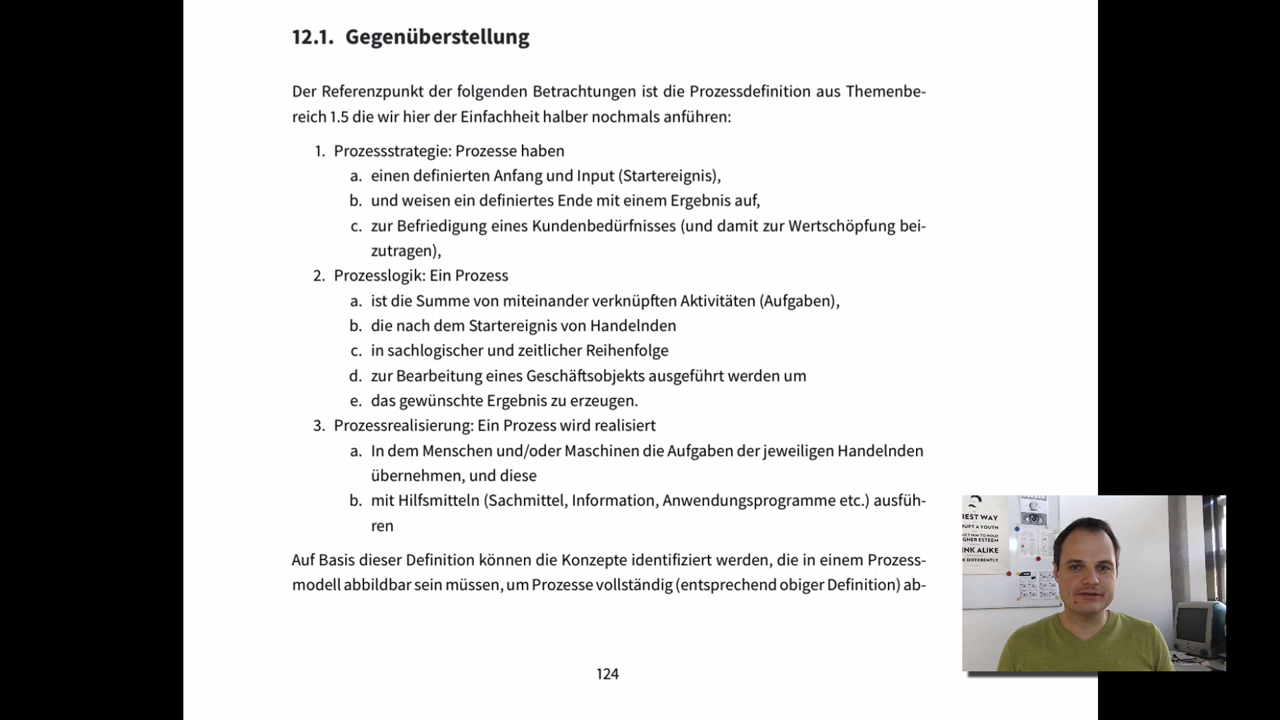 12.1. Gegenüberstellung
Der Referenzpunkt der folgenden Betrachtungen ist die Prozessdefinition aus Themenbe-
reich 1.5 die wir hier der Einfachheit halber nochmals anführen:
1. Prozessstrategie: Prozesse haben
a. einen definierten Anfang und Input (Startereignis),
b. und weisen ein definiertes Ende mit einem Ergebnis auf,
c. zur Befriedigung eines Kundenbedürfnisses (und damit zur Wertschöpfung bei-
zutragen),
2. Prozesslogik: Ein Prozess
a. ist die Summe von miteinander verknüpften Aktivitäten (Aufgaben),
b. die nach dem Startereignis von Handelnden
c. in sachlogischer und zeitlicher Reihenfolge
d. zur Bearbeitung eines Geschäftsobjekts ausgeführt werden um
e. das gewünschte Ergebnis zu erzeugen.
3. Prozessrealisierung: Ein Prozess wird realisiert
a. In dem Menschen und/oder Maschinen die Aufgaben der jeweiligen Handelnden
übernehmen, und diese
b. mit Hilfsmitteln (Sachmittel, Information, Anwendungsprogramme etc.) ausfüh-
ren
Auf Basis dieser Definition können die Konzepte identifiziert werden, die in einem Prozess-
modell abbildbar sein müssen, um Prozesse vollständig (entsprechend obiger Definition) ab-
124
WAY
A YOUTH
HIM TO HOLD
ESTEEM
ALIKE
DIFFERENTLY.